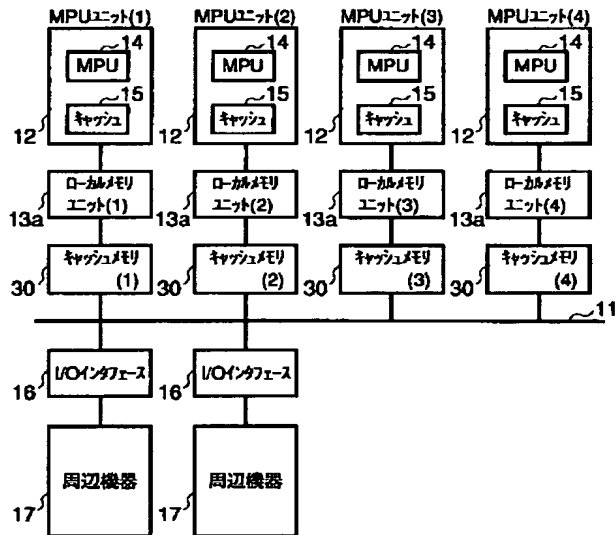 MPUユニット(1) MPUユニット(2) MPUユニット(3) MPUユニット(4)
14 14 14 14
MPU MPU MPU MPU
15 15 15 15
キャッシュ キャッシュ キャッシュ キャッシュ
12 12 12 12
ローカルメモリ ローカルメモリ ローカルメモリ ローカルメモリ
ユニット(1) ユニット(2) ユニット(3) ユニット(4)
13a 13a 13a 13a
キャッシュメモリ キャッシュメモリ キャッシュメモリ キャッシュメモリ
(1) (2) (3) (4)
30 30 30 30
11
I/Oインタフェース I/Oインタフェース
16 16
周辺機器 周辺機器
17 17